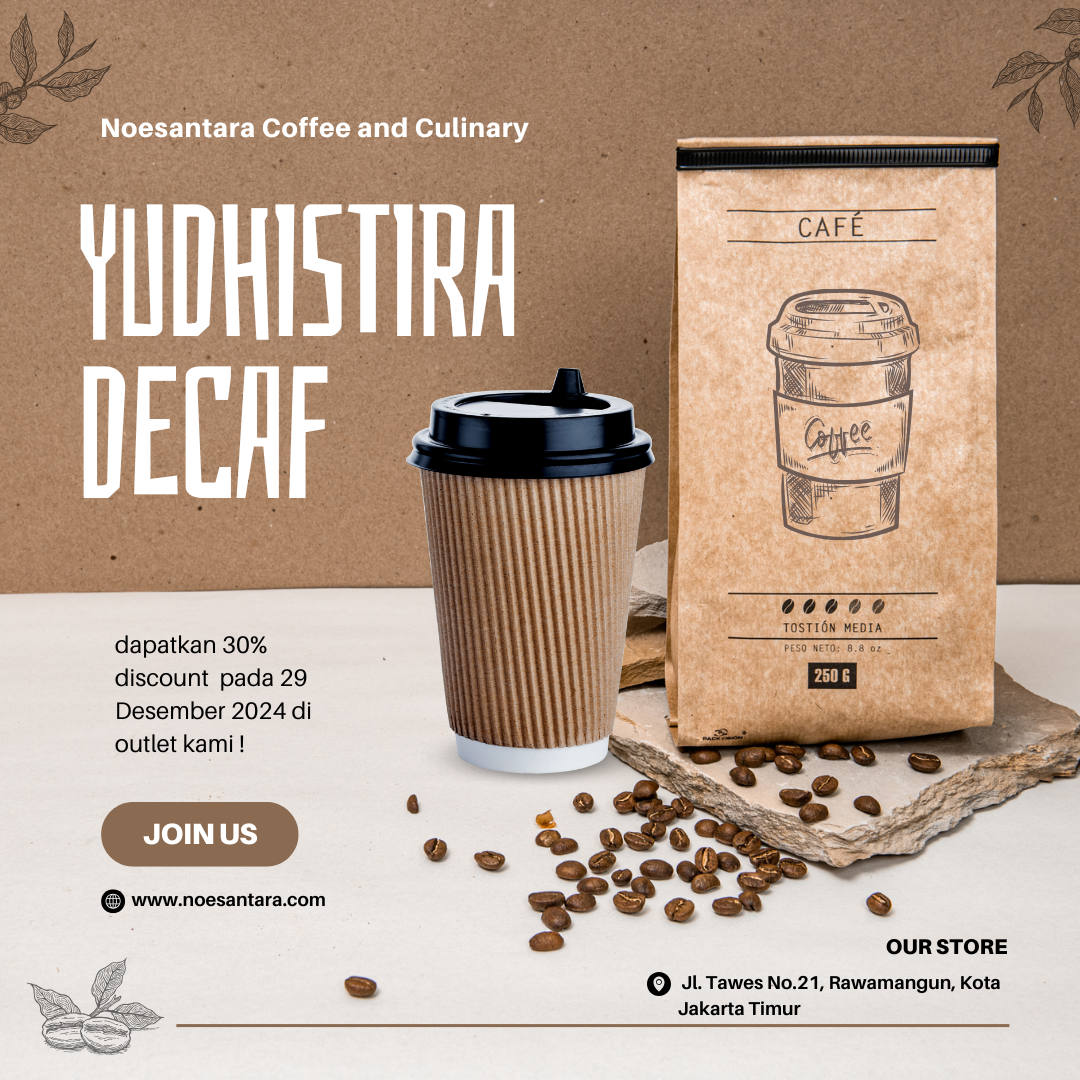 Noesantara Coffee and Culinary
YUDHISTIRA
DECAF
CAFÉ
Coffee
TOSTIÓN MEDIA
PESO NETO: 8.8 oz
250 G
PACKVISIÓN
dapatkan 30%
discount pada 29
Desember 2024 di
outlet kami !
JOIN US
www.noesantara.com
OUR STORE
Jl. Tawes No.21, Rawamangun, Kota
Jakarta Timur